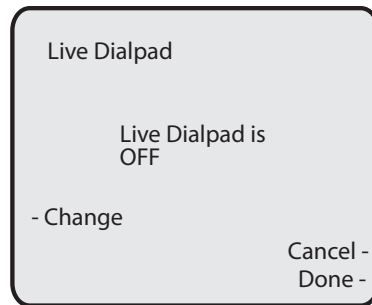 Live Dialpad
Live Dialpad is
OFF
- Change
Cancel -
Done -